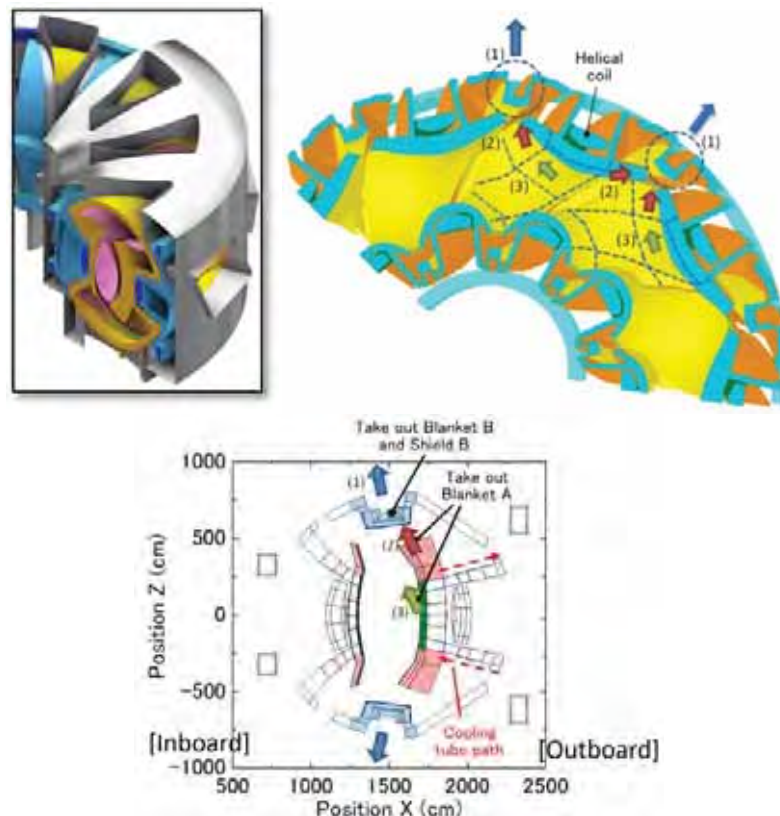 (1)
Helical
coil
(1)
(2)
(3)
(2)
(3)
Take out Blanket B
and Shield B
Take out
Blanket A
1000
(1)
500
(2)
Position Z (cm)
0
(3)
-500
Cooling
tube path
[Inboard]
[Outboard]
-1000
500
1000
1500
2000
2500
Position X (cm)